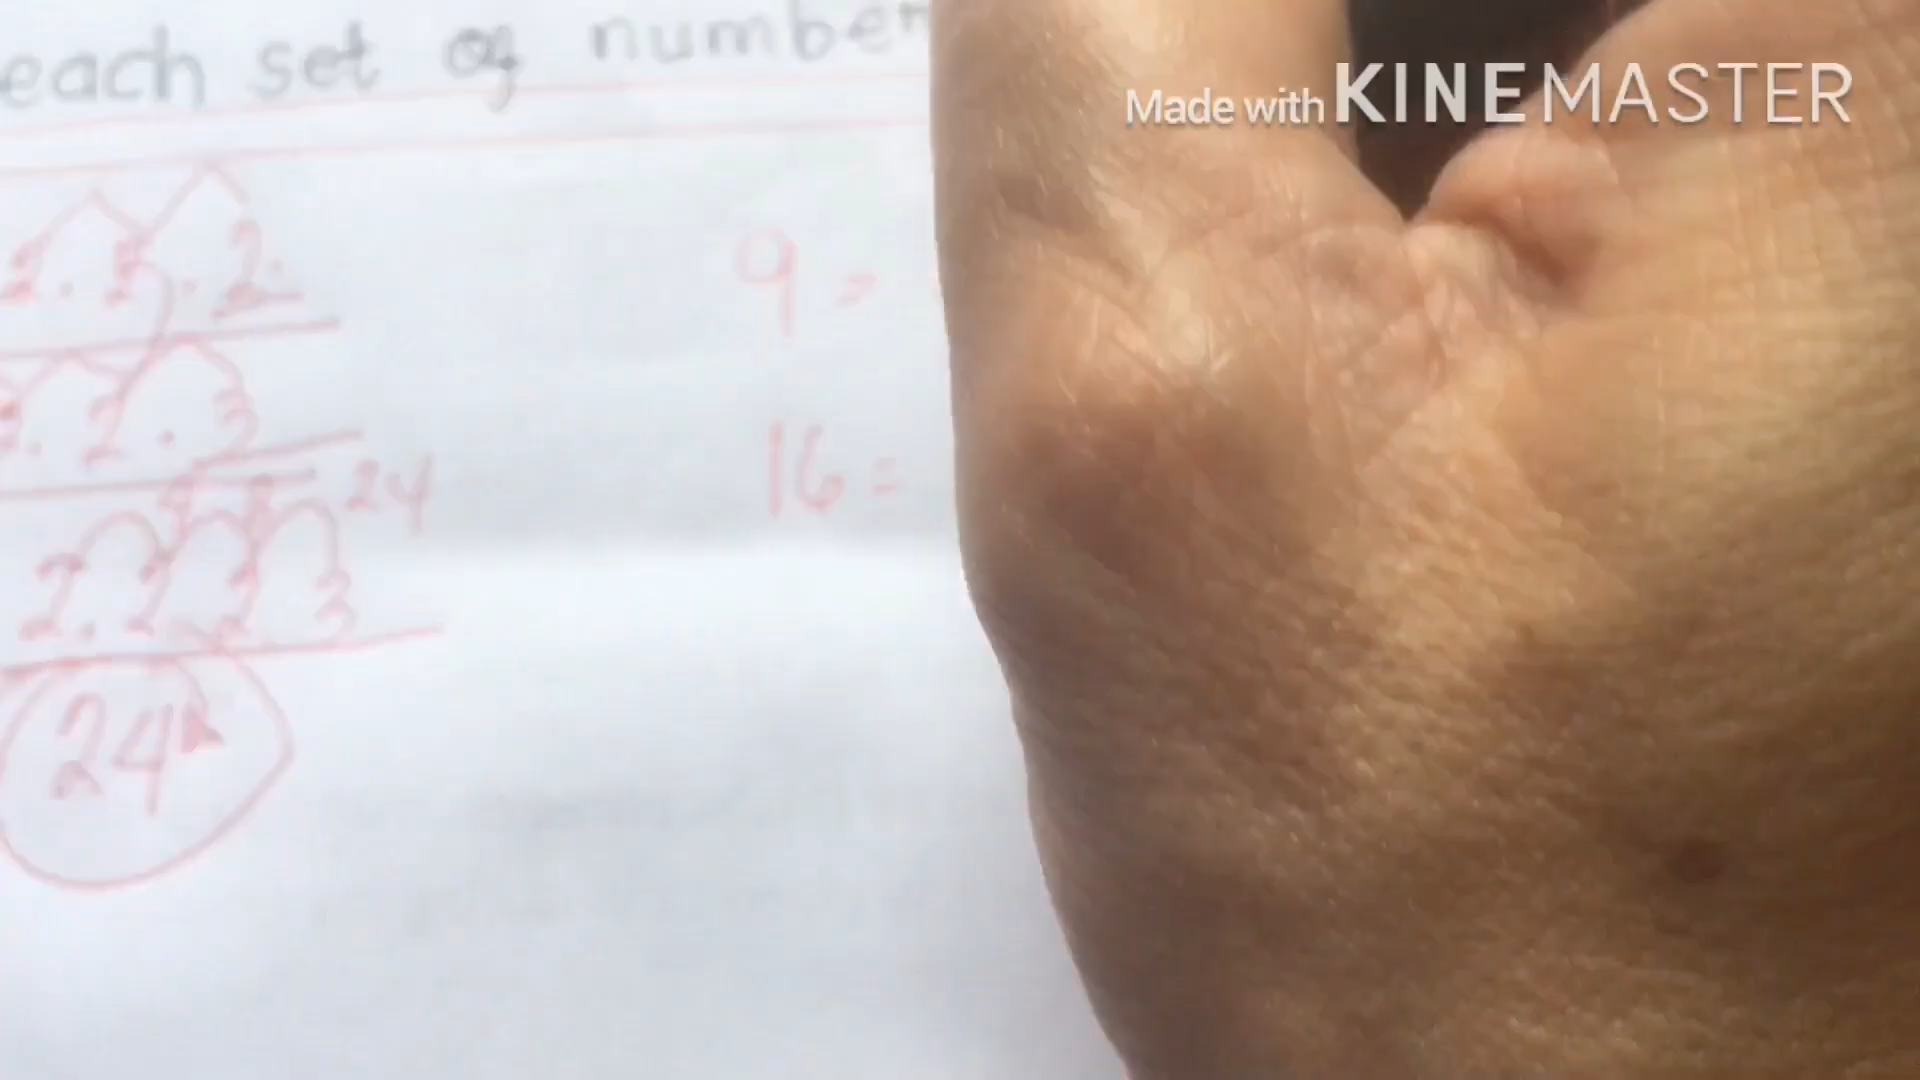 each set of number
Made with KINEMASTER
2 . 2 . 2
9 =
2 . 2 . 3
24
16 =
2 . 2 2 3
24